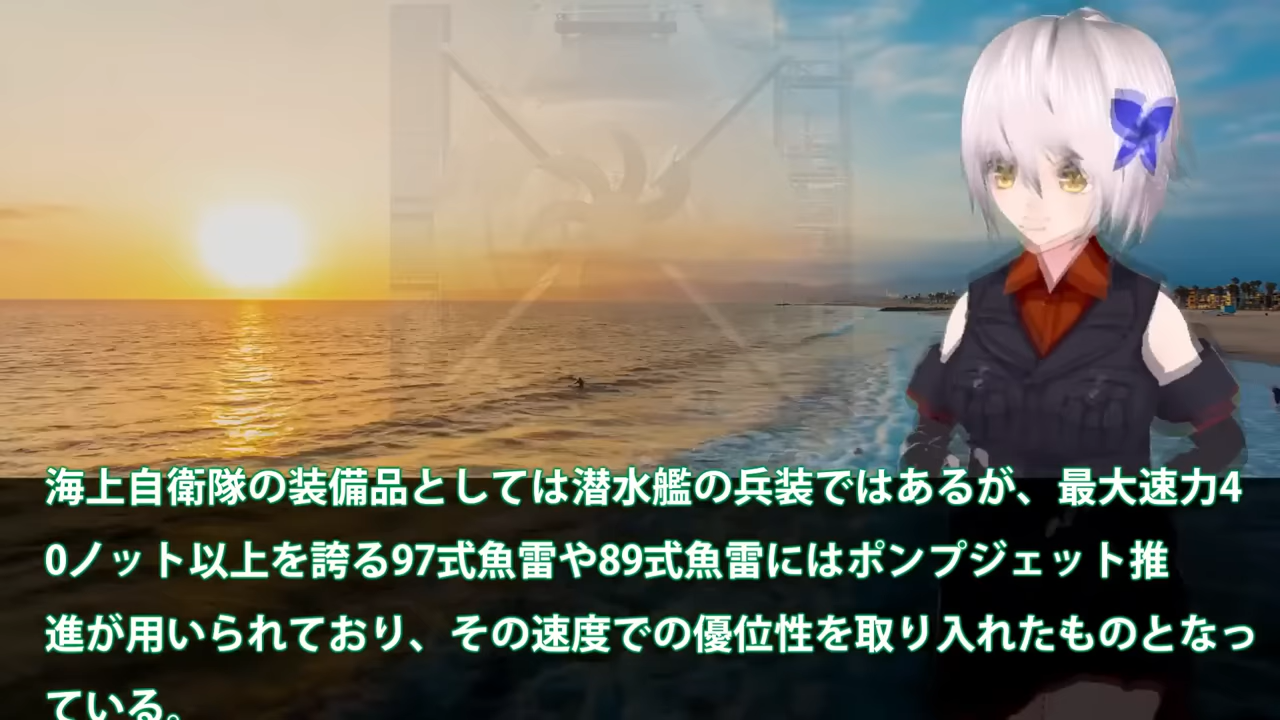 海上自衛隊の装備品としては潜水艦の兵装ではあるが、最大速力4
0ノット以上を誇る97式魚雷や89式魚雷にはポンプジェット推
進が用いられており、その速度での優位性を取り入れたものとなっ
ている。